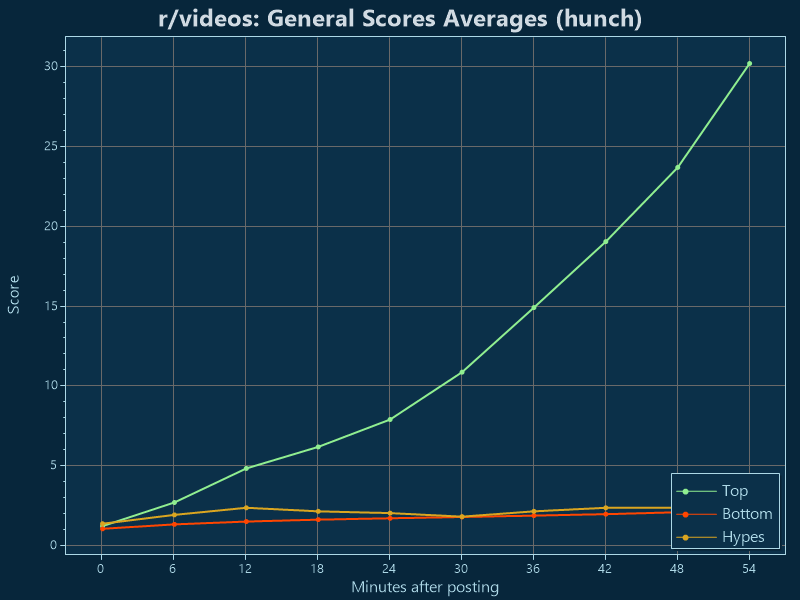 r/videos: General Scores Averages (hunch)
30
25
20
15
10
5
0
Score
0 6 12 18 24 30 36 42 48 54
Minutes after posting
Top
Bottom
Hypes